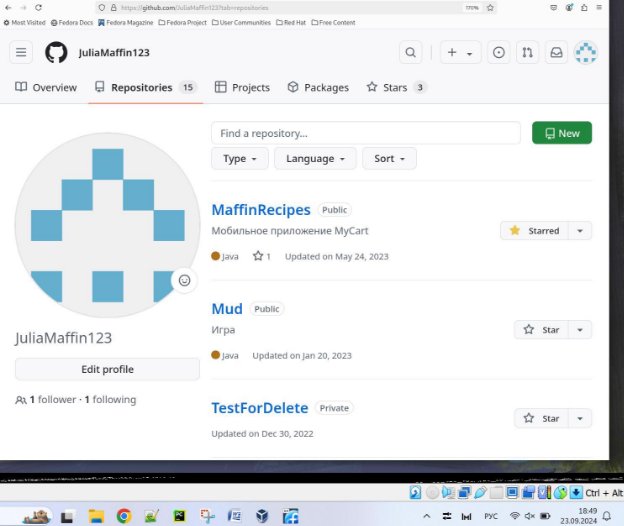 https://github.com/JuliaMaffin123?tab=repositories
170%
Most Visited
Fedora Docs
Fedora Magazine
Fedora Project
User Communities
Red Hat
Free Content
JuliaMaffin123
Overview
Repositories 15
Projects
Packages
Stars 3
Find a repository...
New
Type
Language
Sort
MaffinRecipes Public
Мобильное приложение MyCart
Starred
Java 1 Updated on May 24, 2023
Mud Public
Игра
Star
Java Updated on Jan 20, 2023
TestForDelete Private
Star
Updated on Dec 30, 2022
JuliaMaffin123
Edit profile
1 follower · 1 following
Ctrl + Alt
РУС
18:49
23.09.2024